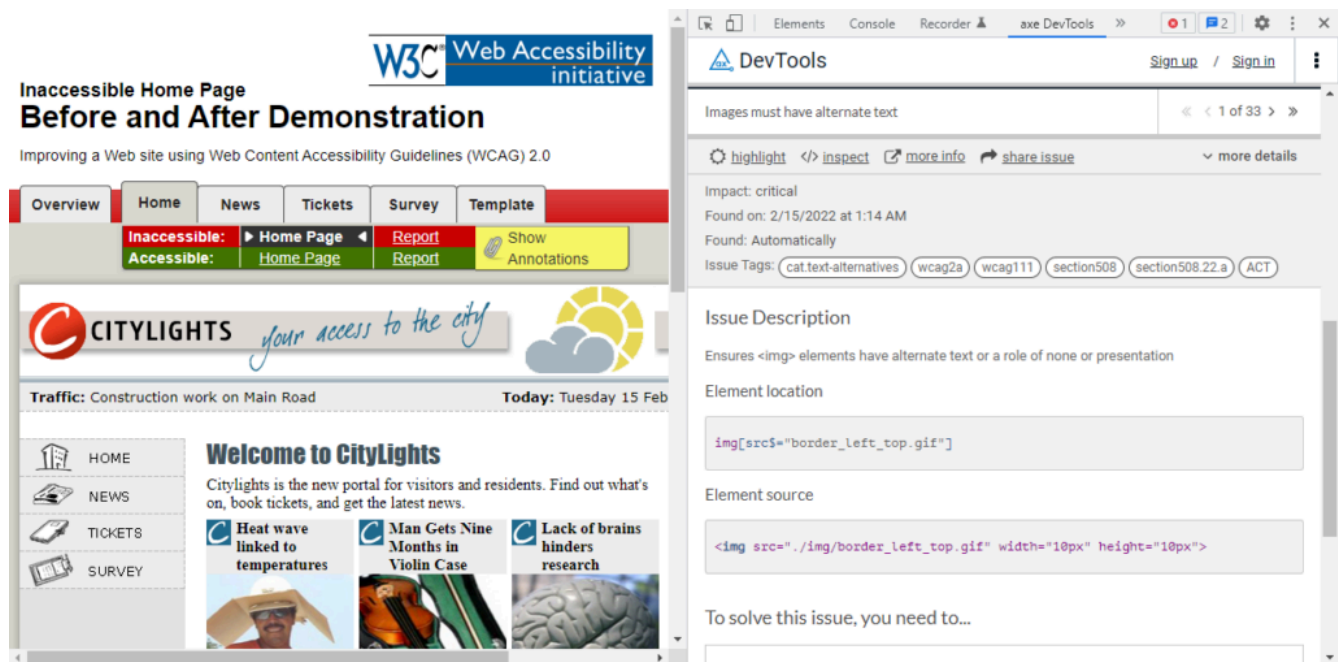 W3C® Web Accessibility
initiative
Inaccessible Home Page
Before and After Demonstration
Improving a Web site using Web Content Accessibility Guidelines (WCAG) 2.0
Overview Home News Tickets Survey Template
Inaccessible: Home Page Report
Accessible: Home Page Report
Show
Annotations
CITYLIGHTS your access to the city
Traffic: Construction work on Main Road Today: Tuesday 15 Feb
HOME
NEWS
TICKETS
SURVEY
Welcome to CityLights
Citylights is the new portal for visitors and residents. Find out what's
on, book tickets, and get the latest news.
Heat wave
linked to
temperatures
Man Gets Nine
Months in
Violin Case
Lack of brains
hinders
research
Elements Console Recorder axe DevTools » 1 2
ax DevTools Sign up / Sign in
Images must have alternate text « < 1 of 33 > »
highlight </> inspect more info share issue more details
Impact: critical
Found on: 2/15/2022 at 1:14 AM
Found: Automatically
Issue Tags: cat.text-alternatives wcag2a wcag111 section508 section508.22.a ACT
Issue Description
Ensures <img> elements have alternate text or a role of none or presentation
Element location
img[src$="border_left_top.gif"]
Element source
<img src="./img/border_left_top.gif" width="10px" height="10px">
To solve this issue, you need to...